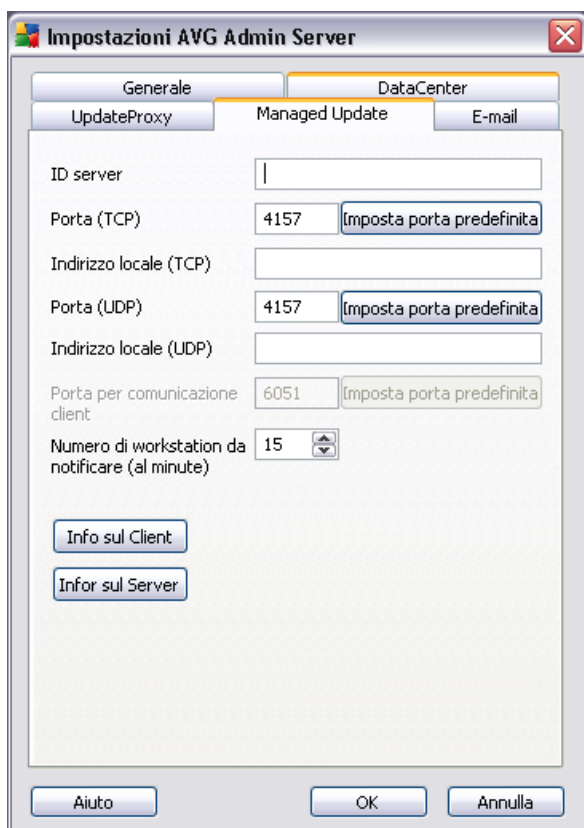 Impostazioni AVG Admin Server
Generale
DataCenter
UpdateProxy
Managed Update
E-mail
ID server
Porta (TCP)
4157
Imposta porta predefinita
Indirizzo locale (TCP)
Porta (UDP)
4157
Imposta porta predefinita
Indirizzo locale (UDP)
Porta per comunicazione
client
6051
Imposta porta predefinita
Numero di workstation da
notificare (al minute)
15
Info sul Client
Infor sul Server
Aiuto
OK
Annulla